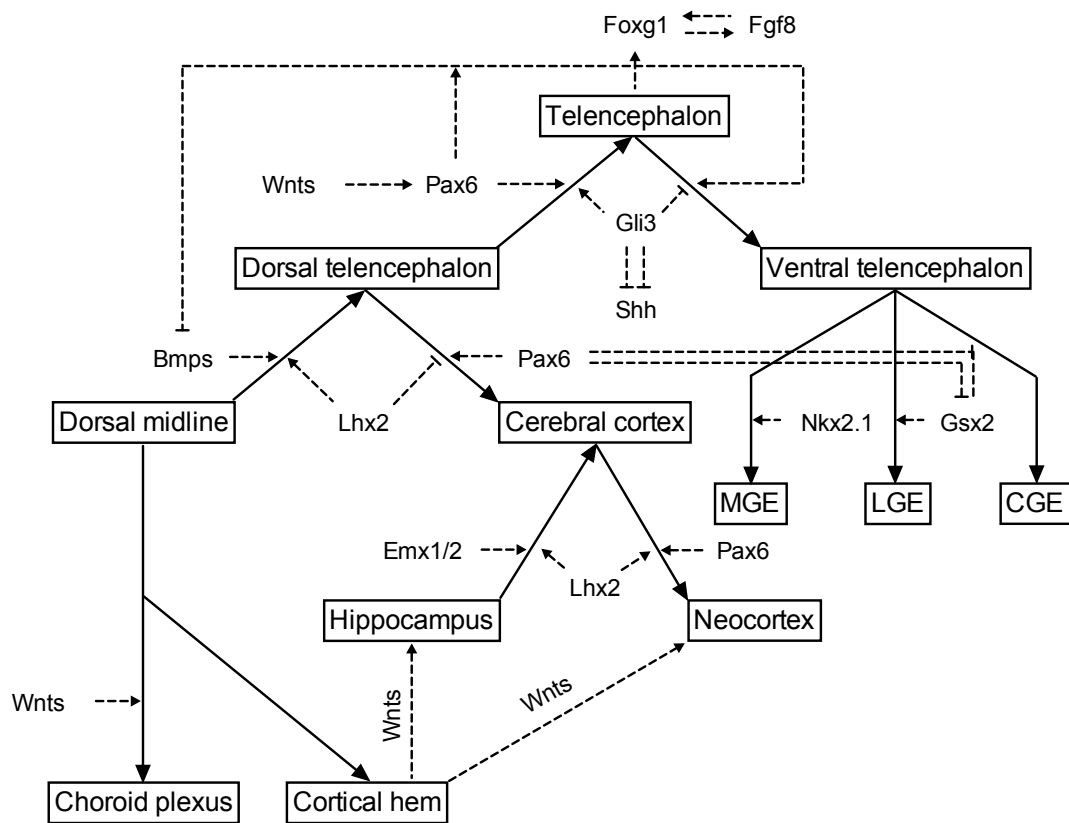 Foxg1 Fgf8
Telencephalon
Wnts Pax6
Gli3
Dorsal telencephalon Ventral telencephalon
Shh
Bmps Pax6
Dorsal midline Lhx2 Cerebral cortex Nkx2.1 Gsx2
MGE LGE CGE
Emx1/2 Pax6
Lhx2
Hippocampus Neocortex
Wnts Wnts Wnts
Choroid plexus Cortical hem